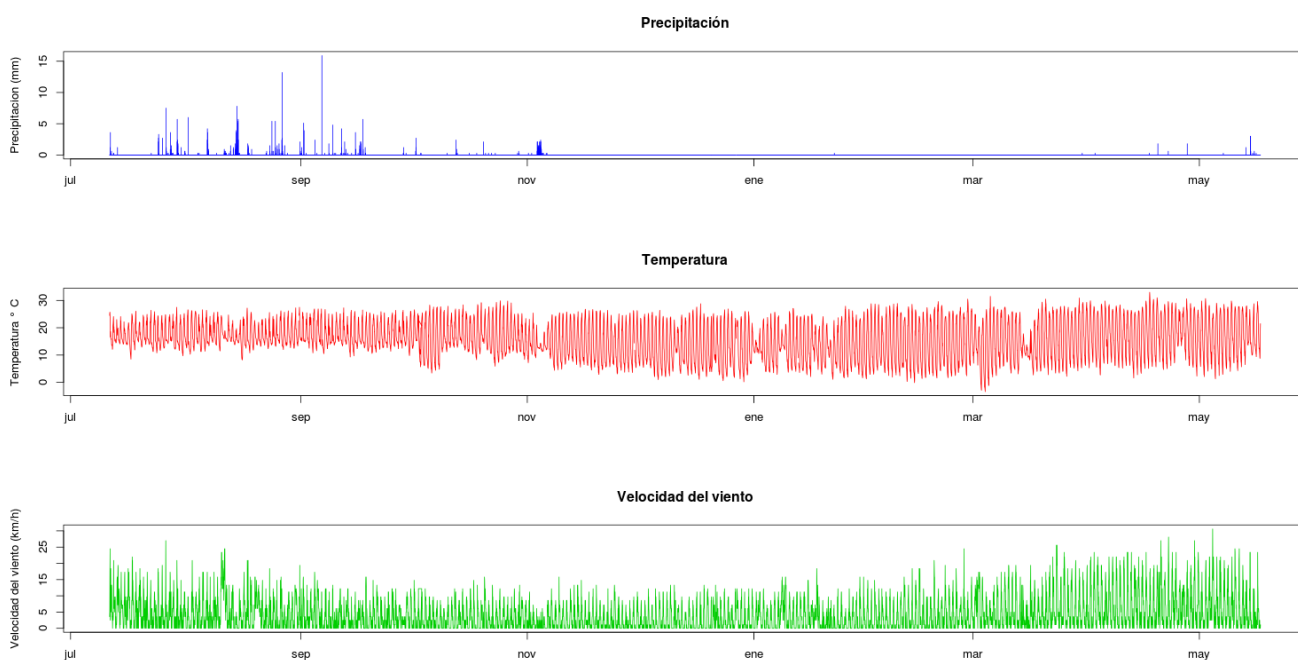 Precipitación
Precipitacion (mm)
15
10
5
0
jul sep nov ene mar may
Temperatura
Temperatura ° C
30
20
10
0
jul sep nov ene mar may
Velocidad del viento
Velocidad del viento (km/h)
25
15
5
0
jul sep nov ene mar may